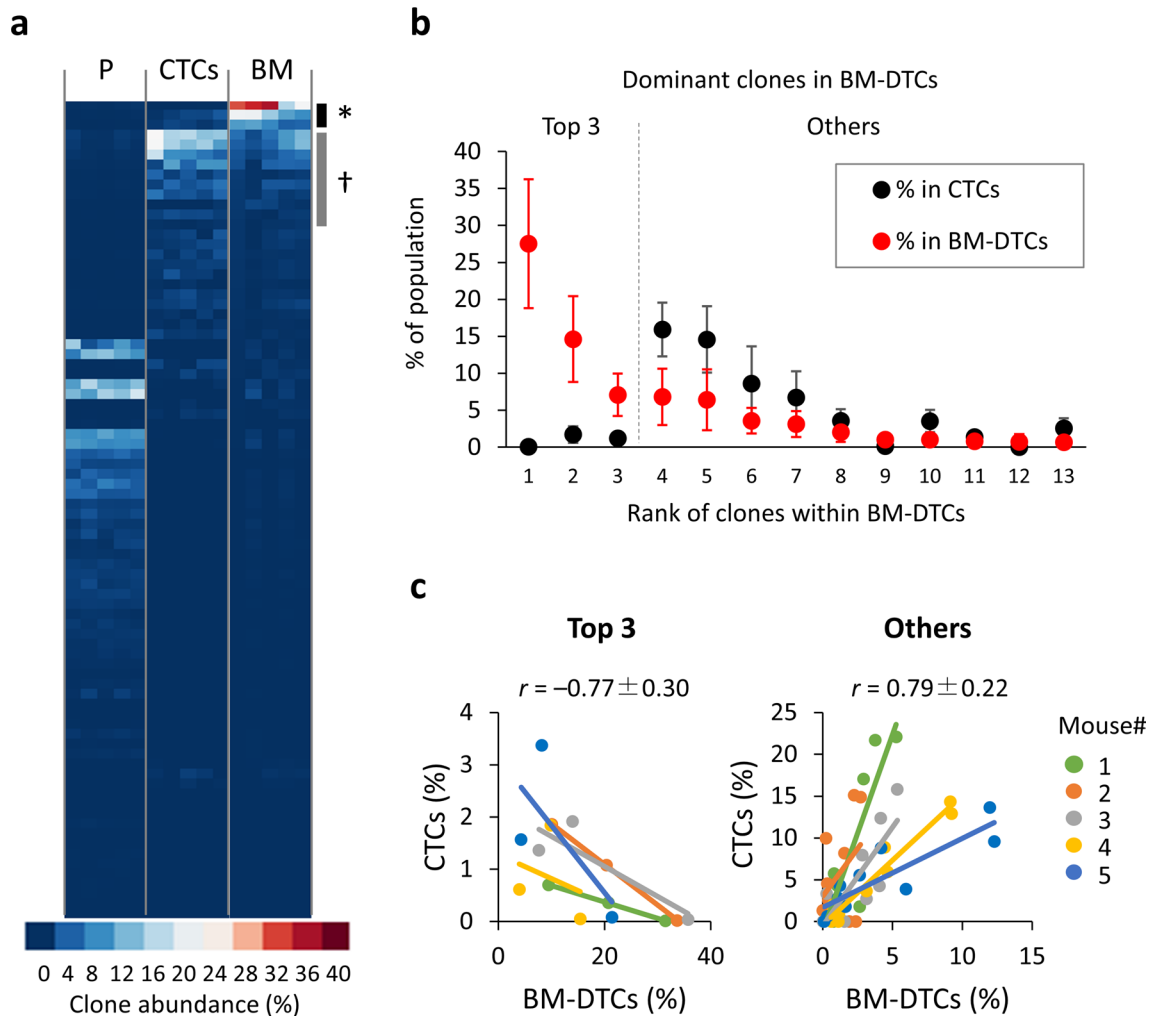 a
P CTCs BM
*
†
0 4 8 12 16 20 24 28 32 36 40
Clone abundance (%)
b
Dominant clones in BM-DTCs
Top 3 Others
% of population
40
35
30
25
20
15
10
5
0
% in CTCs
% in BM-DTCs
1 2 3 4 5 6 7 8 9 10 11 12 13
Rank of clones within BM-DTCs
c
Top 3
r = –0.77±0.30
CTCs (%)
4
3
2
1
0
0 20 40
BM-DTCs (%)
Others
r = 0.79±0.22
CTCs (%)
25
20
15
10
5
0
0 5 10 15
BM-DTCs (%)
Mouse#
1
2
3
4
5